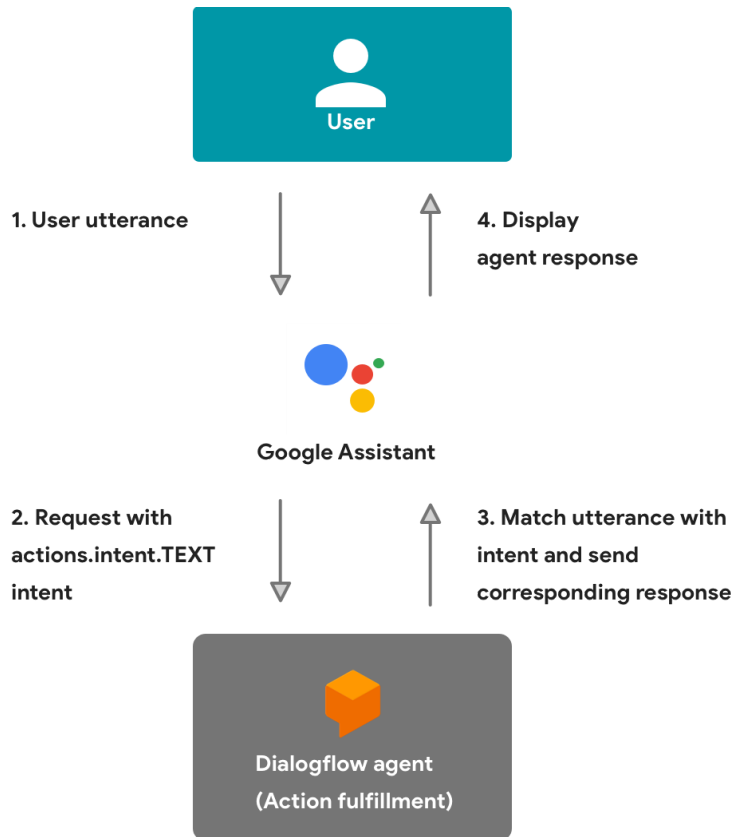 User
1. User utterance
4. Display
agent response
Google Assistant
2. Request with
actions.intent.TEXT
intent
3. Match utterance with
intent and send
corresponding response
Dialogflow agent
(Action fulfillment)